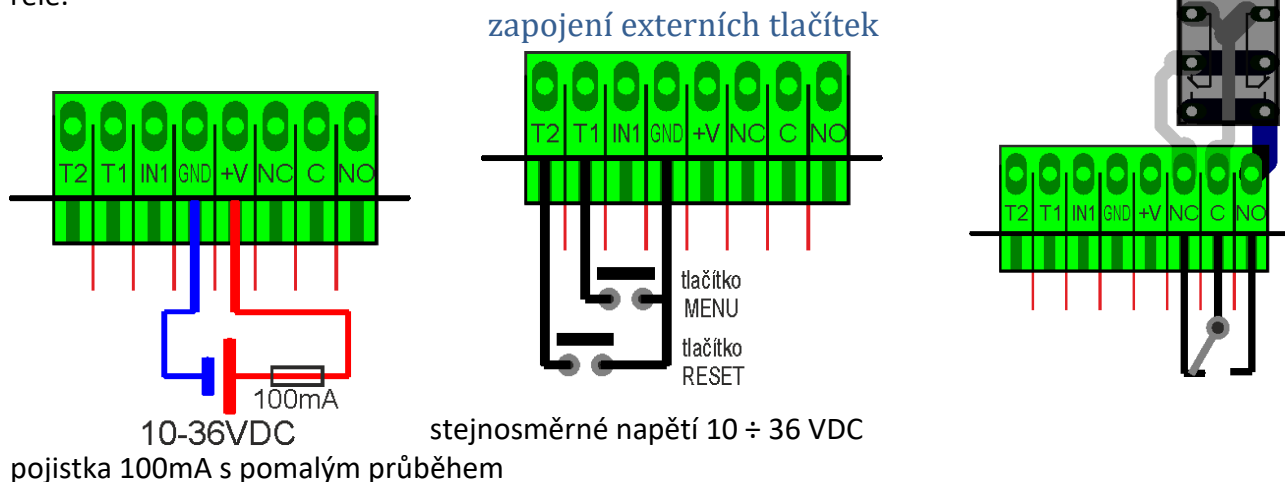 rele.
zapojení externích tlačítek
T2 T1 IN1 GND +V NC C NO
T2 T1 IN1 GND +V NC C NO
T2 T1 IN1 GND +V NC C NO
tlačítko
MENU
tlačítko
RESET
100mA
10-36VDC
stejnosměrné napětí 10 ÷ 36 VDC
pojistka 100mA s pomalým průběhem